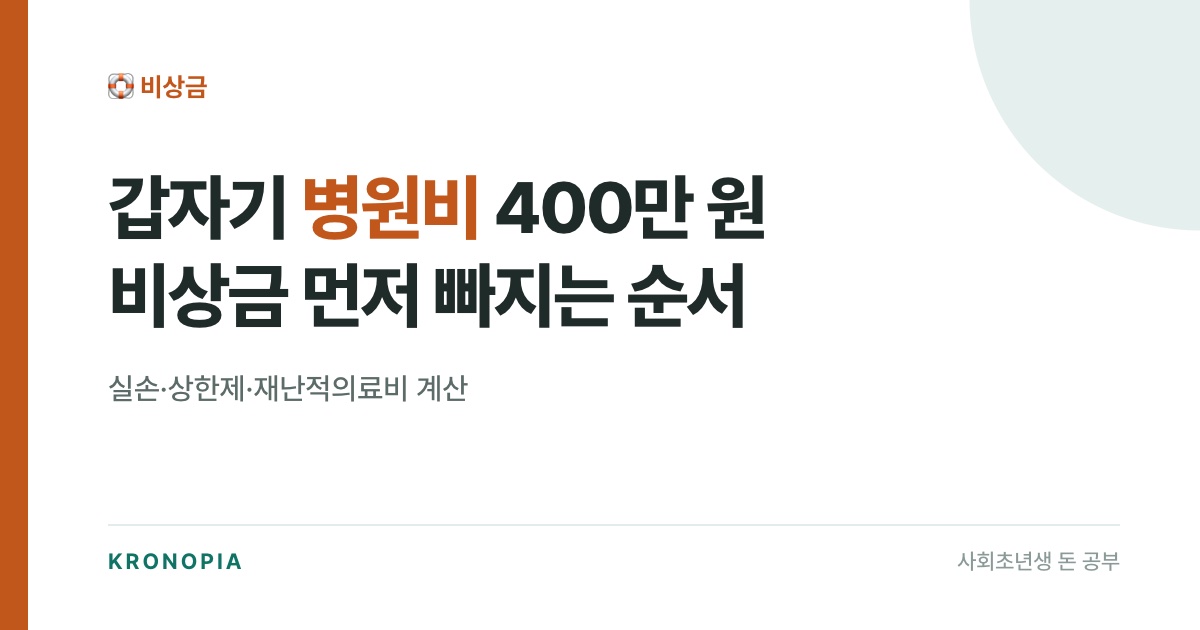 비상금
갑자기 병원비 400만 원
비상금 먼저 빠지는 순서
실손·상한제·재난적의료비 계산
KRONOPIA
사회초년생 돈 공부